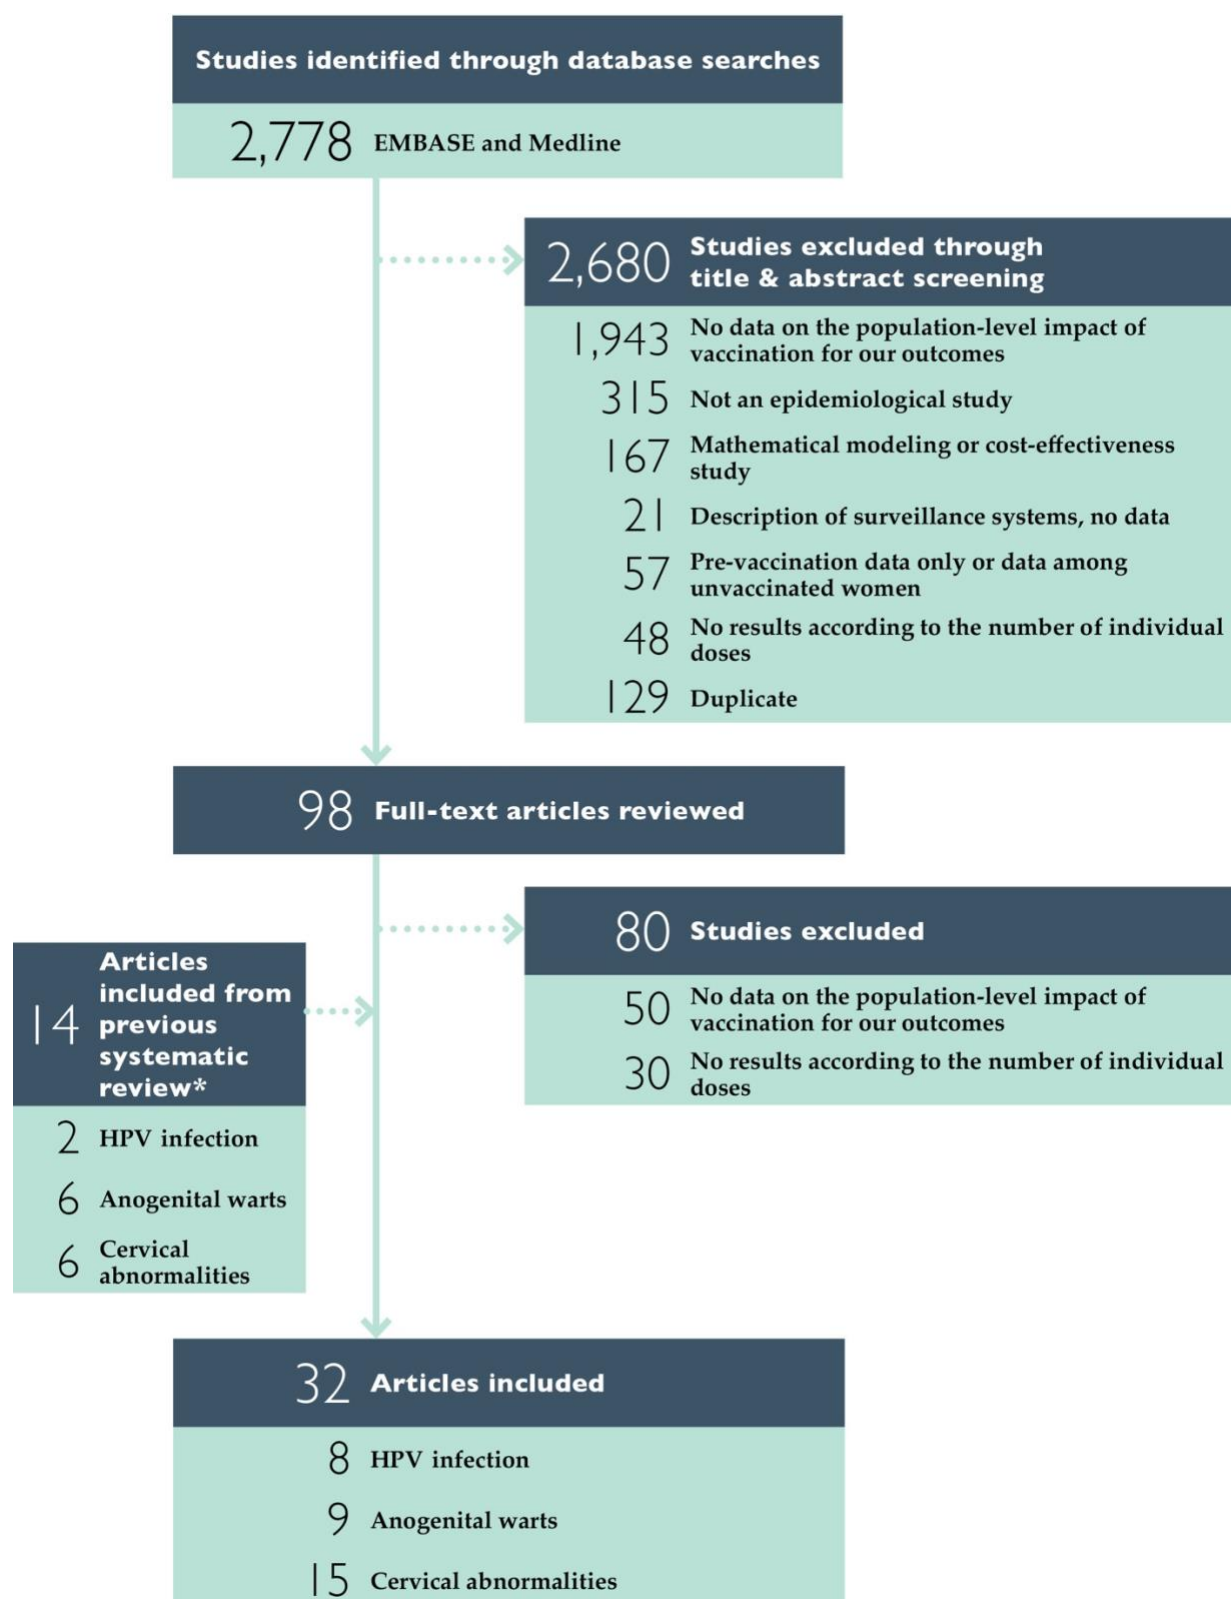 Studies identified through database searches
2,778 EMBASE and Medline
2,680 Studies excluded through
title & abstract screening
1,943 No data on the population-level impact of
vaccination for our outcomes
315 Not an epidemiological study
167 Mathematical modeling or cost-effectiveness
study
21 Description of surveillance systems, no data
57 Pre-vaccination data only or data among
unvaccinated women
48 No results according to the number of individual
doses
129 Duplicate
98 Full-text articles reviewed
80 Studies excluded
50 No data on the population-level impact of
vaccination for our outcomes
30 No results according to the number of individual
doses
14 Articles
included from
previous
systematic
review*
2 HPV infection
6 Anogenital warts
6 Cervical
abnormalities
32 Articles included
8 HPV infection
9 Anogenital warts
15 Cervical abnormalities